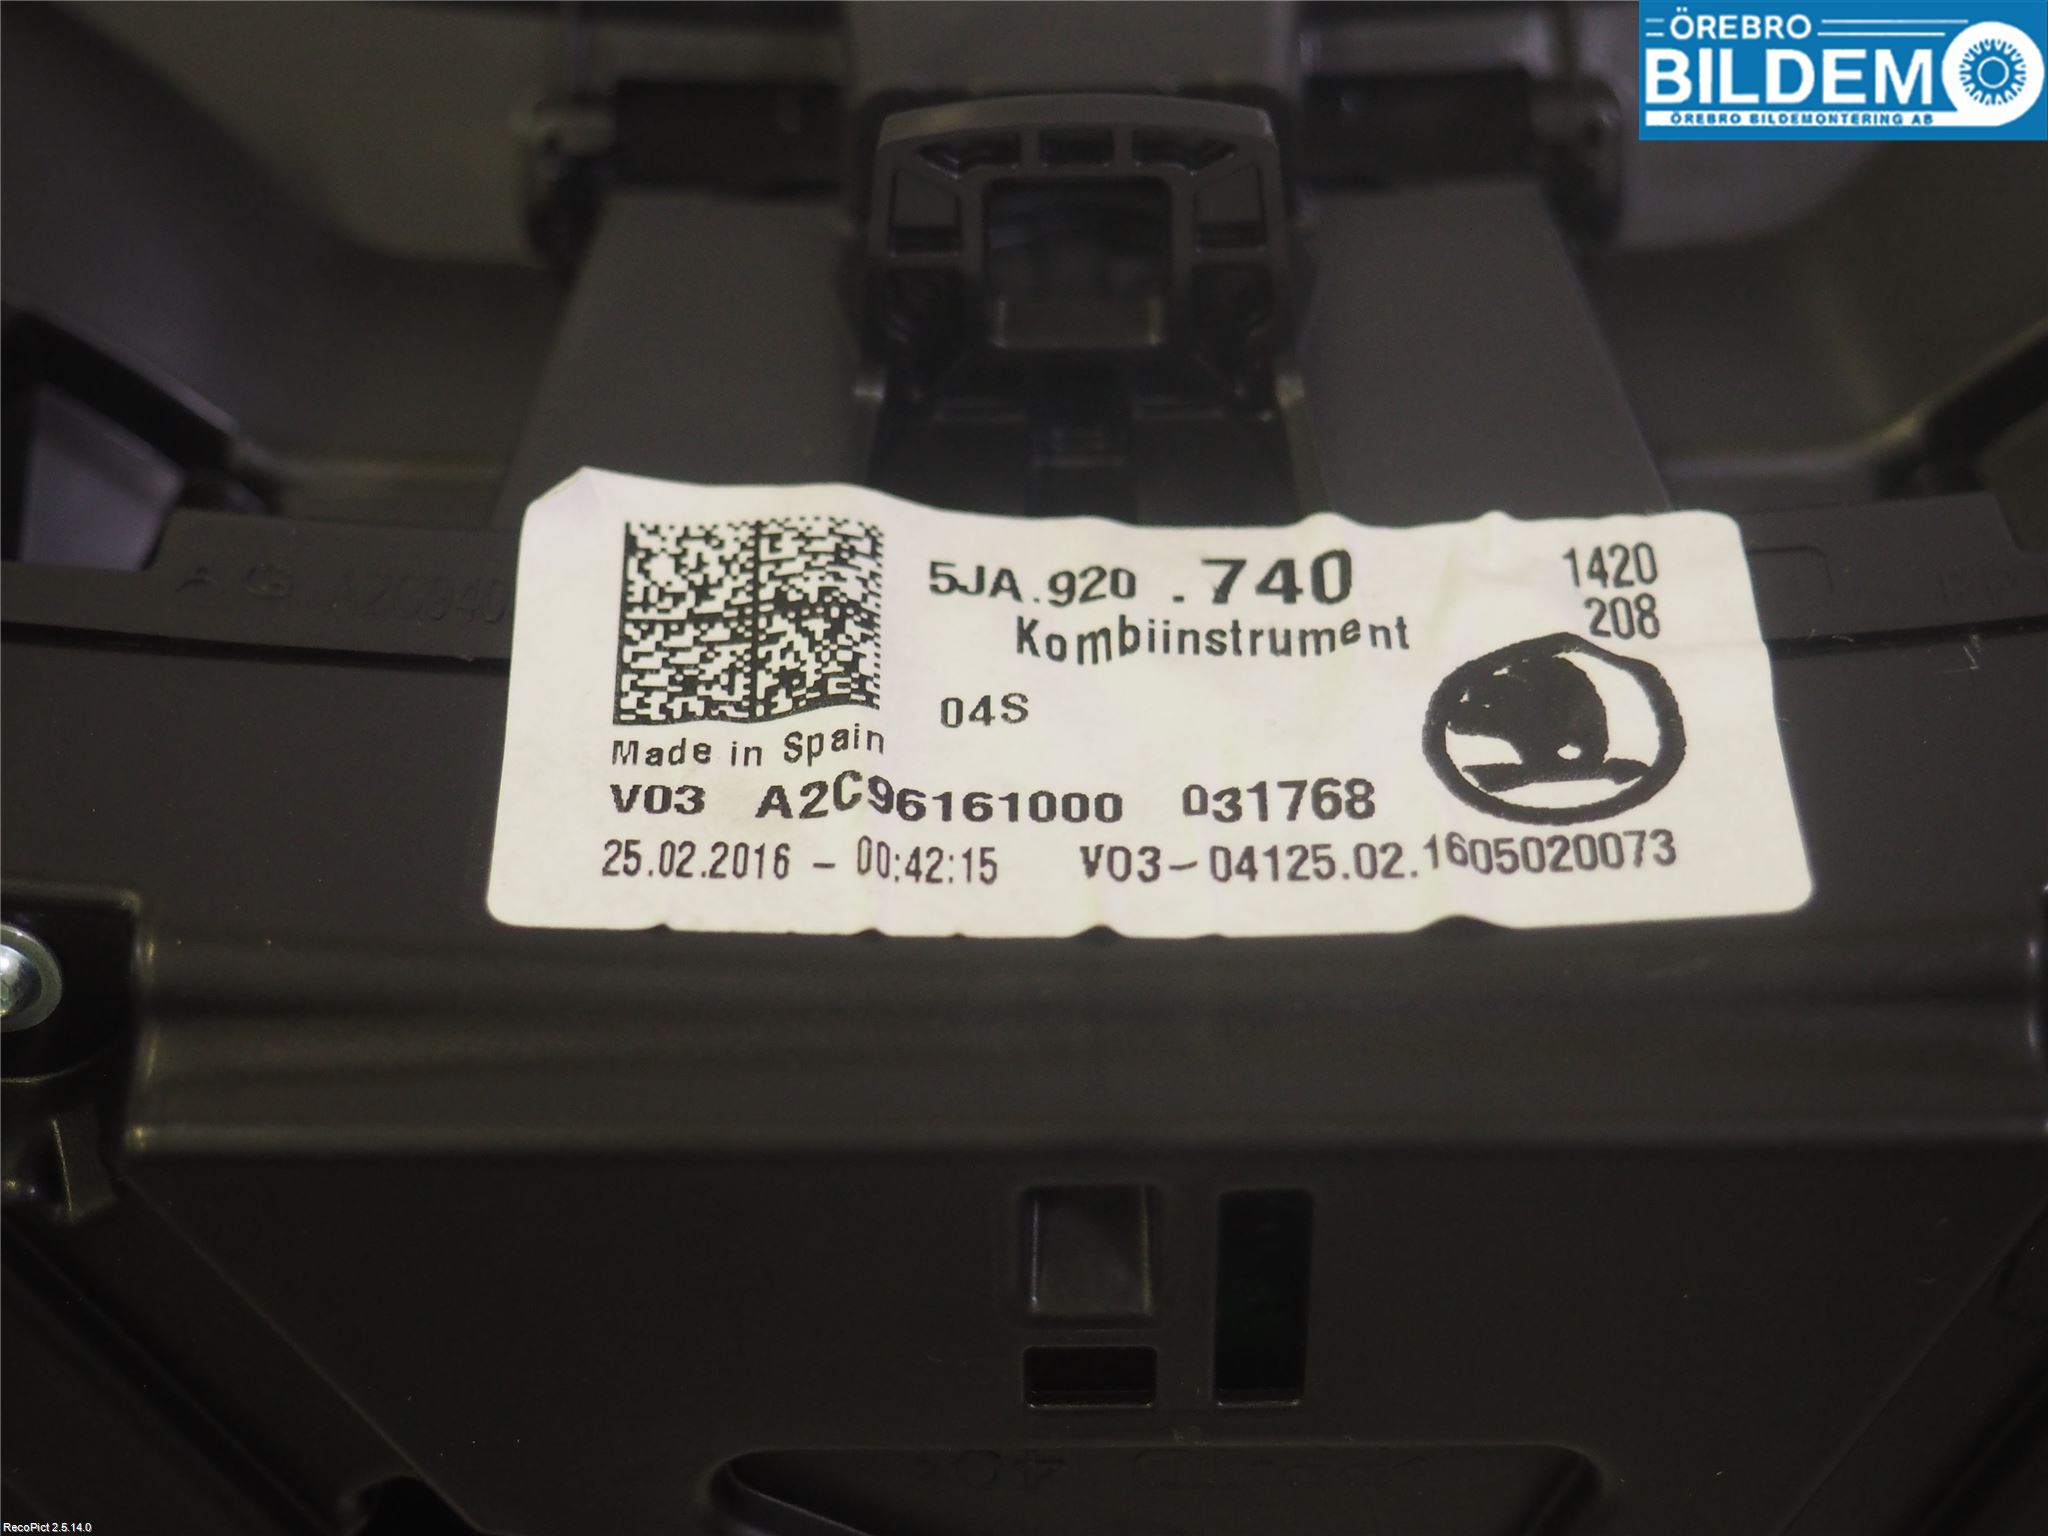 ÖREBRO
BILDEMO
ÖREBRO BILDEMONTERING AB
5JA.920 .740
1420
208
Kombiinstrument
04S
Made in Spain
V03 A2C96161000 031768
25.02.2016 - 00:42:15 V03-04125.02.1605020073
RecoPict 2.5.14.0